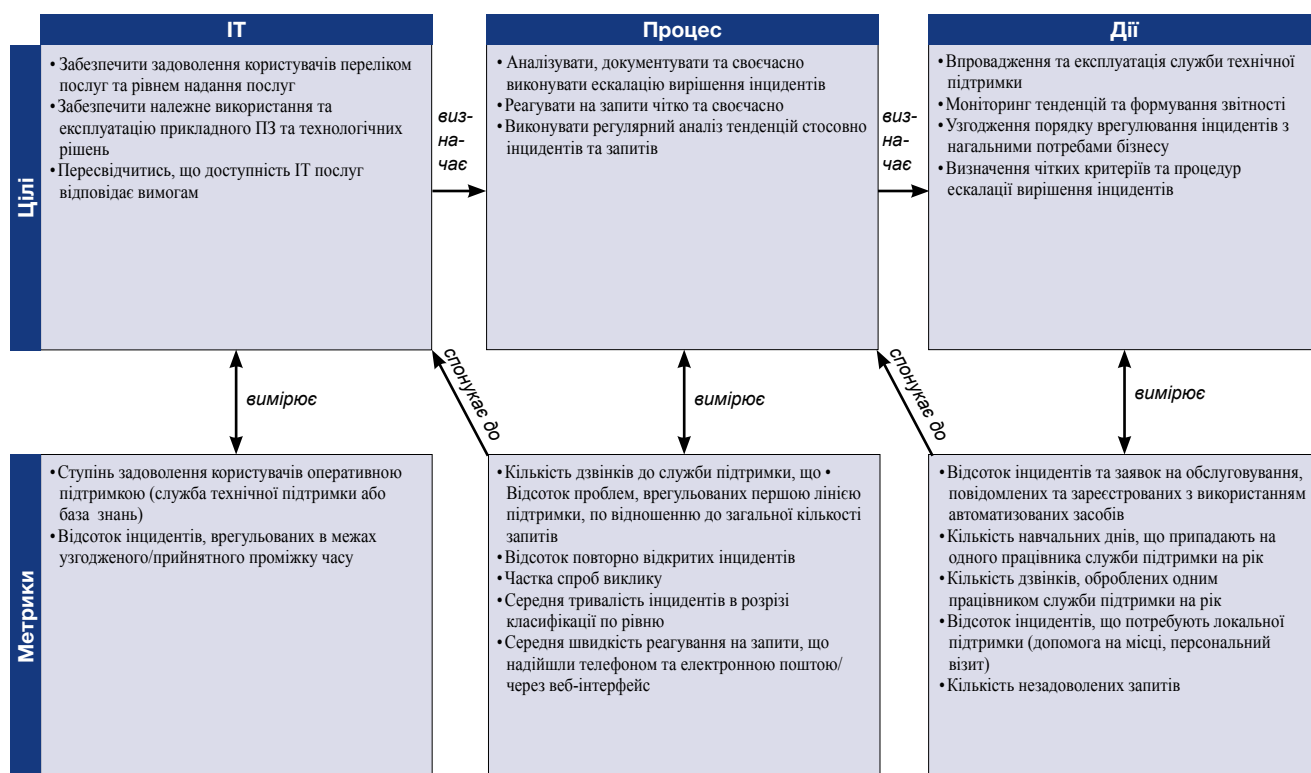 ІТ
Процес
Дії
Цілі
• Забезпечити задоволення користувачів переліком
послуг та рівнем надання послуг
• Забезпечити належне використання та
експлуатацію прикладного ПЗ та технологічних
рішень
• Пересвідчитись, що доступність ІТ послуг
відповідає вимогам
виз-
на-
чає
• Аналізувати, документувати та своєчасно
виконувати ескалацію вирішення інцидентів
• Реагувати на запити чітко та своєчасно
• Виконувати регулярний аналіз тенденцій стосовно
інцидентів та запитів
виз-
на-
чає
• Впровадження та експлуатація служби технічної
підтримки
• Моніторинг тенденцій та формування звітності
• Узгодження порядку врегулювання інцидентів з
нагальними потребами бізнесу
• Визначення чітких критеріїв та процедур
ескалації вирішення інцидентів
вимірює
спонукає до
вимірює
спонукає до
вимірює
Метрики
• Ступінь задоволення користувачів оперативною
підтримкою (служба технічної підтримки або
база знань)
• Відсоток інцидентів, врегульованих в межах
узгодженого/прийнятного проміжку часу
• Кількість дзвінків до служби підтримки, що •
Відсоток проблем, врегульованих першою лінією
підтримки, по відношенню до загальної кількості
запитів
• Відсоток повторно відкритих інцидентів
• Частка спроб виклику
• Середня тривалість інцидентів в розрізі
класифікації по рівню
• Середня швидкість реагування на запити, що
надійшли телефоном та електронною поштою/
через веб-інтерфейс
• Відсоток інцидентів та заявок на обслуговування,
повідомлених та зареєстрованих з використанням
автоматизованих засобів
• Кількість навчальних днів, що припадають на
одного працівника служби підтримки на рік
• Кількість дзвінків, оброблених одним
працівником служби підтримки на рік
• Відсоток інцидентів, що потребують локальної
підтримки (допомога на місці, персональний
візит)
• Кількість незадоволених запитів